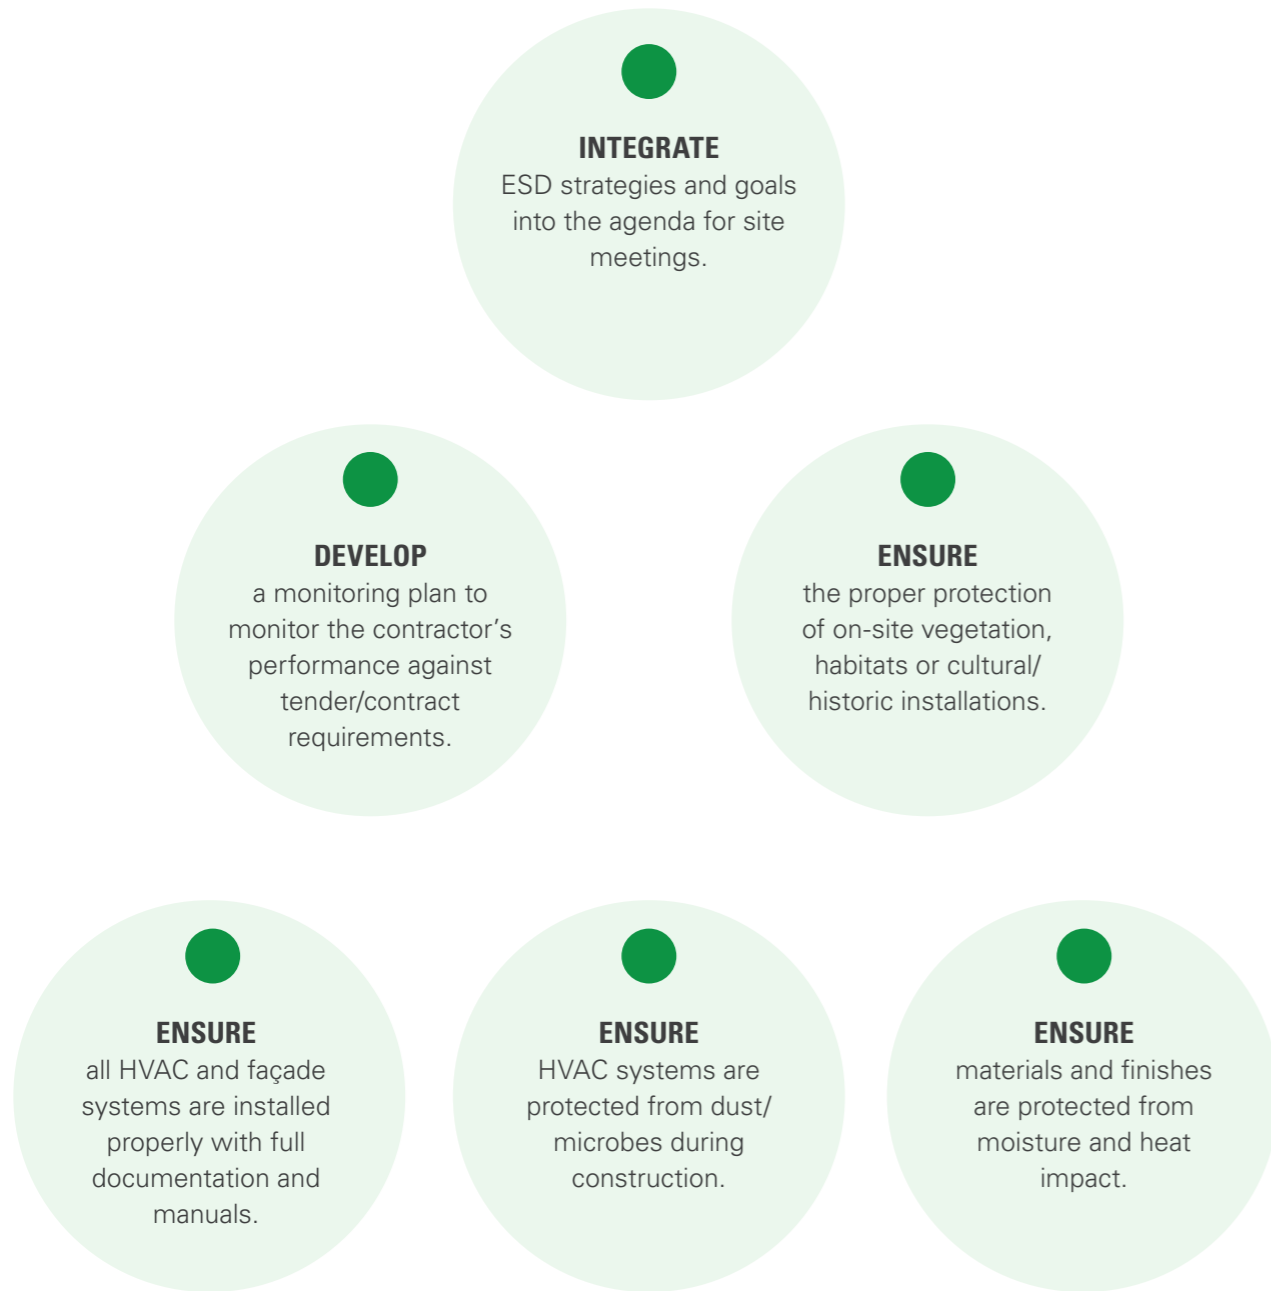 INTEGRATE
ESD strategies and goals
into the agenda for site
meetings.
DEVELOP
a monitoring plan to
monitor the contractor’s
performance against
tender/contract
requirements.
ENSURE
the proper protection
of on-site vegetation,
habitats or cultural/
historic installations.
ENSURE
all HVAC and façade
systems are installed
properly with full
documentation and
manuals.
ENSURE
HVAC systems are
protected from dust/
microbes during
construction.
ENSURE
materials and finishes
are protected from
moisture and heat
impact.